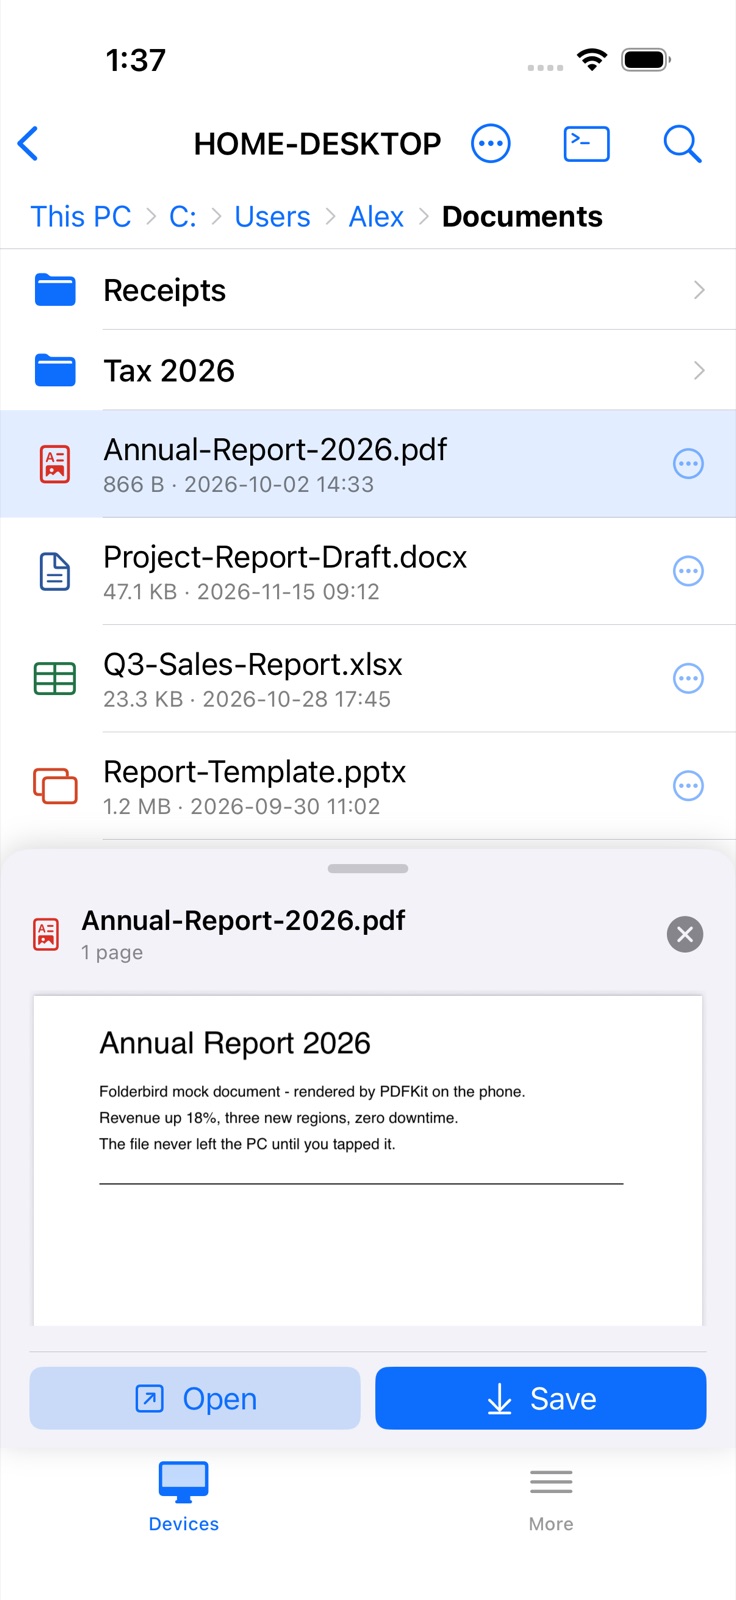 1:37
HOME-DESKTOP
This PC > C: > Users > Alex > Documents
Receipts
Tax 2026
Annual-Report-2026.pdf
866 B · 2026-10-02 14:33
Project-Report-Draft.docx
47.1 KB · 2026-11-15 09:12
Q3-Sales-Report.xlsx
23.3 KB · 2026-10-28 17:45
Report-Template.pptx
1.2 MB · 2026-09-30 11:02
Annual-Report-2026.pdf
1 page
Annual Report 2026
Folderbird mock document - rendered by PDFKit on the phone.
Revenue up 18%, three new regions, zero downtime.
The file never left the PC until you tapped it.
Open
Save
Devices
More